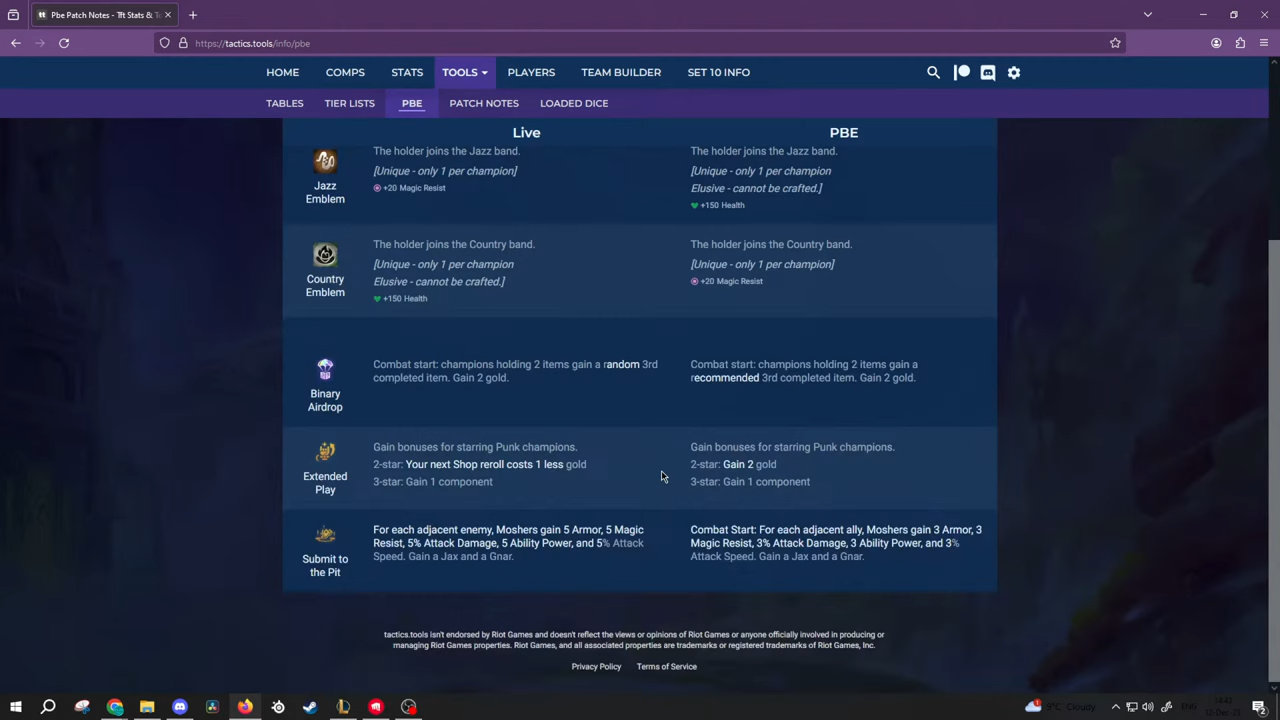 Pbe Patch Notes - Tft Stats & T
https://tactics.tools/info/pbe
HOME COMPS STATS TOOLS PLAYERS TEAM BUILDER SET 10 INFO
TABLES TIER LISTS PBE PATCH NOTES LOADED DICE
Live PBE
Jazz
Emblem
The holder joins the Jazz band.
[Unique - only 1 per champion]
+20 Magic Resist
The holder joins the Jazz band.
[Unique - only 1 per champion
Elusive - cannot be crafted.]
+150 Health
Country
Emblem
The holder joins the Country band.
[Unique - only 1 per champion
Elusive - cannot be crafted.]
+150 Health
The holder joins the Country band.
[Unique - only 1 per champion]
+20 Magic Resist
Binary
Airdrop
Combat start: champions holding 2 items gain a random 3rd
completed item. Gain 2 gold.
Combat start: champions holding 2 items gain a
recommended 3rd completed item. Gain 2 gold.
Extended
Play
Gain bonuses for starring Punk champions.
2-star: Your next Shop reroll costs 1 less gold
3-star: Gain 1 component
Gain bonuses for starring Punk champions.
2-star: Gain 2 gold
3-star: Gain 1 component
Submit to
the Pit
For each adjacent enemy, Moshers gain 5 Armor, 5 Magic
Resist, 5% Attack Damage, 5 Ability Power, and 5% Attack
Speed. Gain a Jax and a Gnar.
Combat Start: For each adjacent ally, Moshers gain 3 Armor, 3
Magic Resist, 3% Attack Damage, 3 Ability Power, and 3%
Attack Speed. Gain a Jax and a Gnar.
tactics.tools isn't endorsed by Riot Games and doesn't reflect the views or opinions of Riot Games or anyone officially involved in producing or
managing Riot Games properties. Riot Games, and all associated properties are trademarks or registered trademarks of Riot Games, Inc.
Privacy Policy Terms of Service
9°C Cloudy
ENG